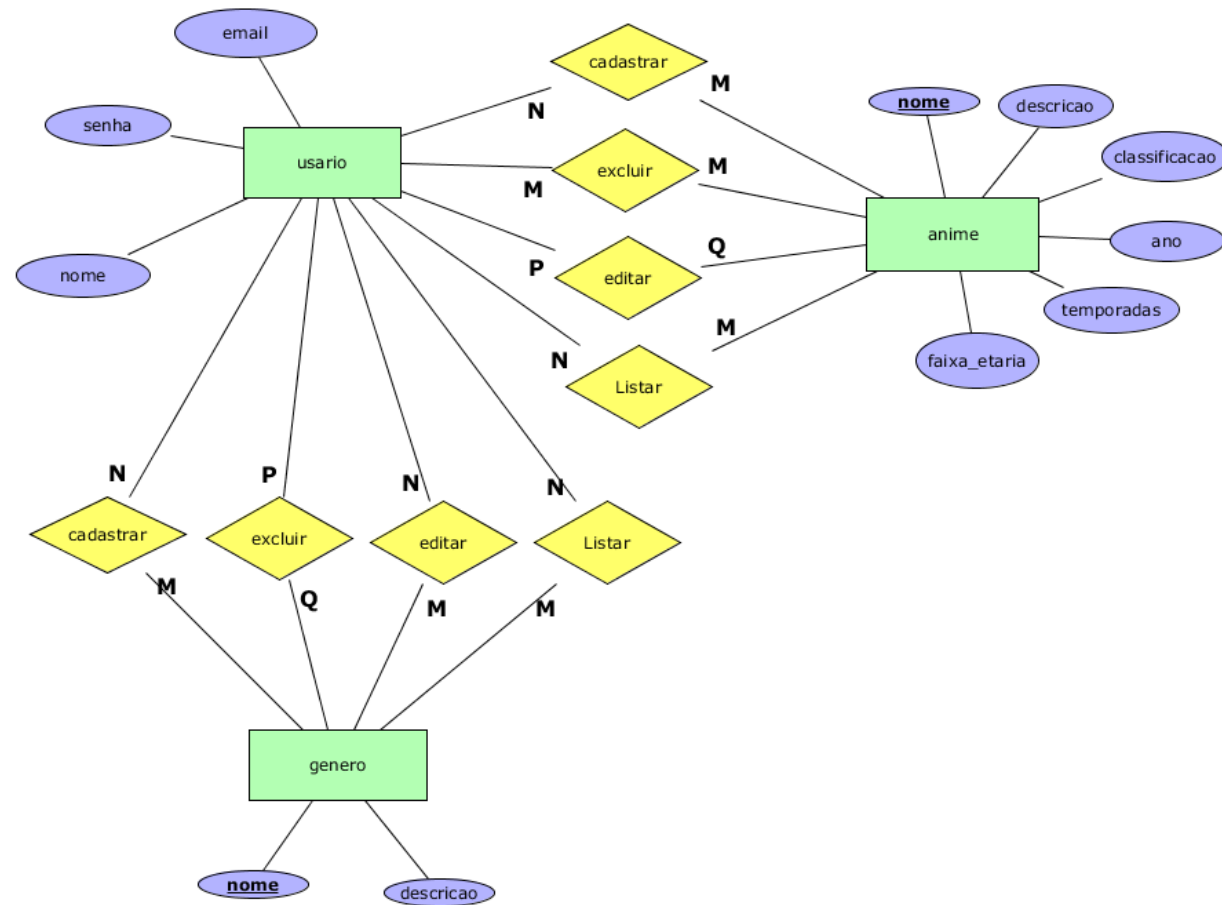 email
cadastrar
M
N
nome
descricao
senha
usario
classificacao
excluir
M
M
anime
ano
Q
nome
P
editar
temporadas
M
faixa_etaria
N
Listar
N
P
N
N
cadastrar
excluir
editar
Listar
M
Q
M
M
genero
nome
descricao